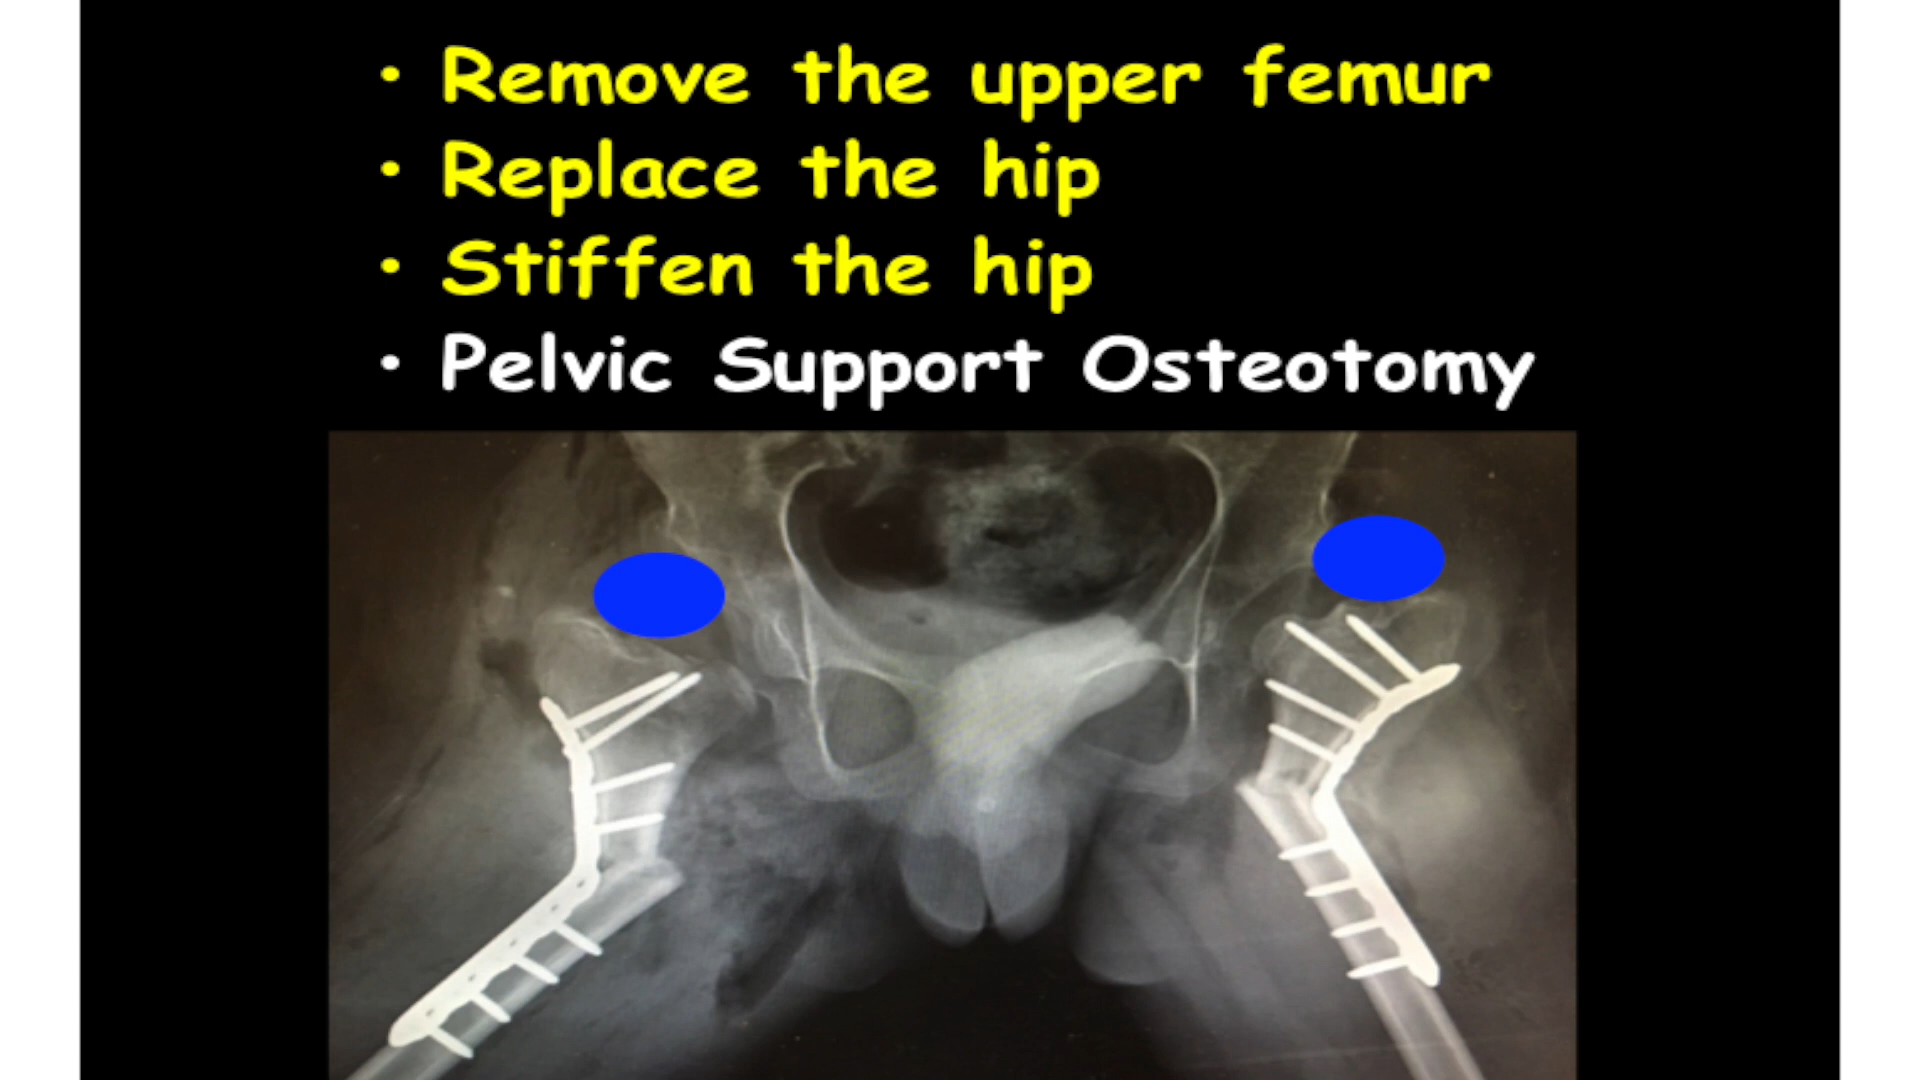 • Remove the upper femur
• Replace the hip
• Stiffen the hip
• Pelvic Support Osteotomy